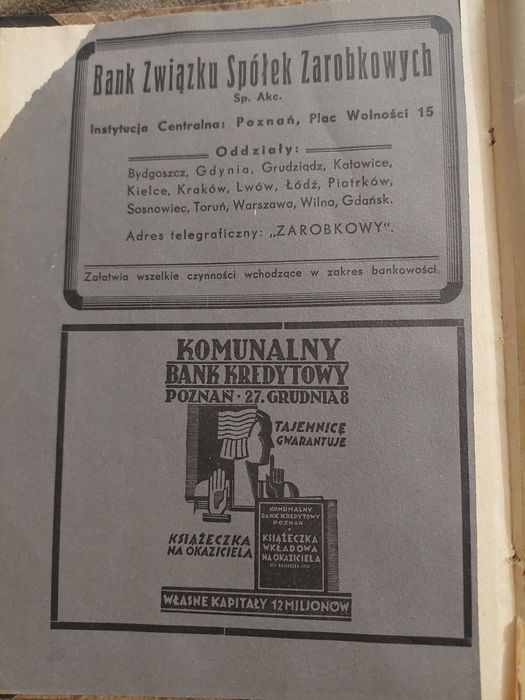 Bank Związku Spółek Zarobkowych
Sp. Akc.
Instytucja Centralna: Poznań, Plac Wolności 15
Oddziały:
Bydgoszcz, Gdynia, Grudziądz, Katowice,
Kielce, Kraków, Lwów, Łódź, Piotrków,
Sosnowiec, Toruń, Warszawa, Wilno, Gdańsk.
Adres telegraficzny: „ZAROBKOWY".
Załatwia wszelkie czynności wchodzące w zakres bankowości.
KOMUNALNY
BANK KREDYTOWY
POZNAŃ · 27. GRUDNIA 8
TAJEMNICĘ
GWARANTUJE
KSIĄŻECZKA
NA OKAZICIELA
KOMUNALNY
BANK KREDYTOWY
POZNAŃ
KSIĄŻECZKA
WKŁADOWA
NA OKAZICIELA
WŁASNE KAPITAŁY 12 MILJONÓW